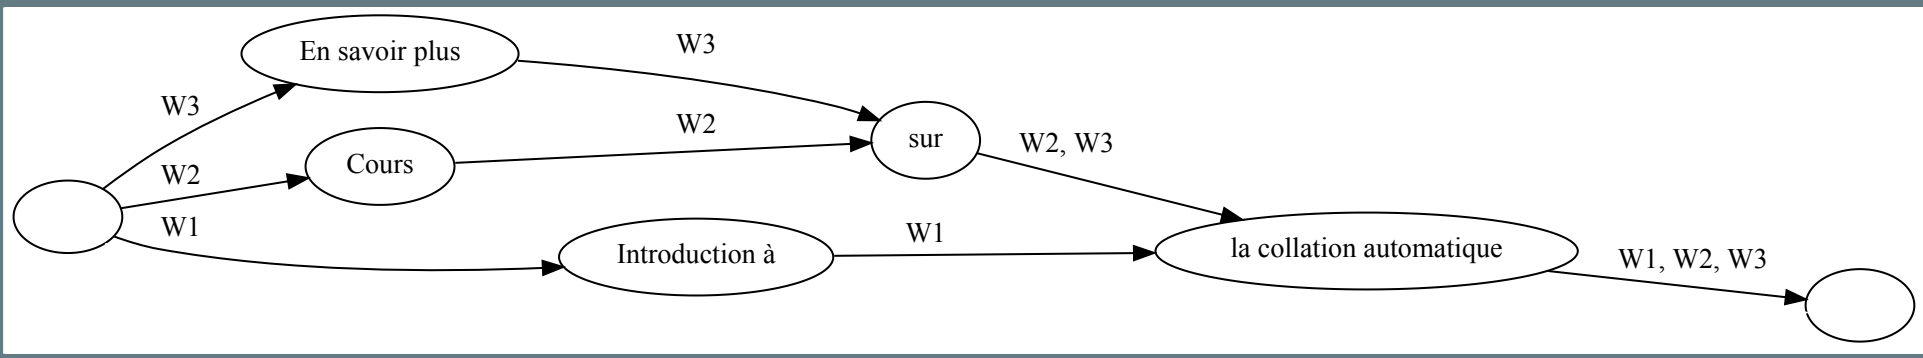 En savoir plus
W3
W3
W2
W2
Cours
sur
W2, W3
W1
Introduction à
W1
la collation automatique
W1, W2, W3